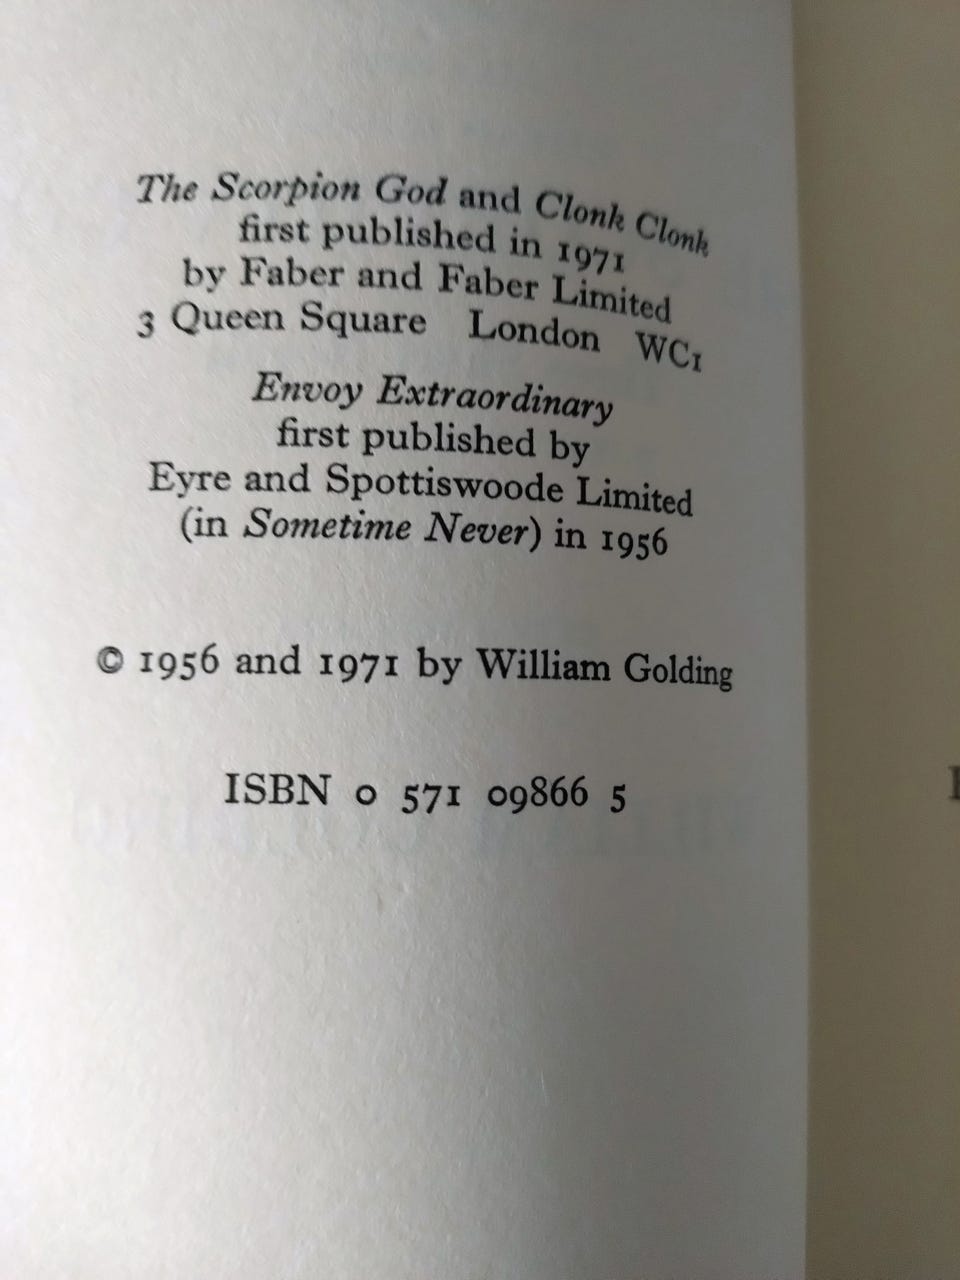 The Scorpion God and Clonk Clonk
first published in 1971
by Faber and Faber Limited
3 Queen Square London WC1
Envoy Extraordinary
first published by
Eyre and Spottiswoode Limited
(in Sometime Never) in 1956
© 1956 and 1971 by William Golding
ISBN 0 571 09866 5